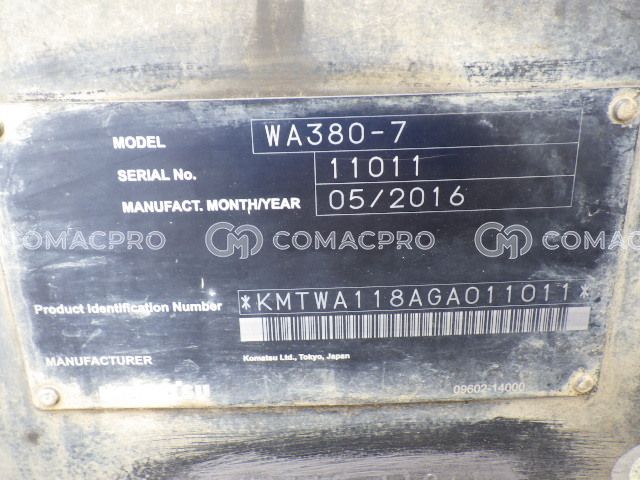 MODEL WA380-7
SERIAL No. 11011
MANUFACT. MONTH/YEAR 05/2016
COMACPRO COMACPRO COMACPRO
Product Identification Number *KMTWA118AGA011011*
MANUFACTURER Komatsu Ltd., Tokyo, Japan
09602-14000